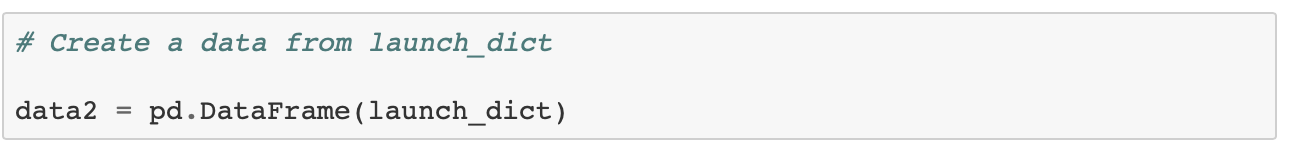 # Create a data from launch_dict
data2 = pd.DataFrame(launch_dict)